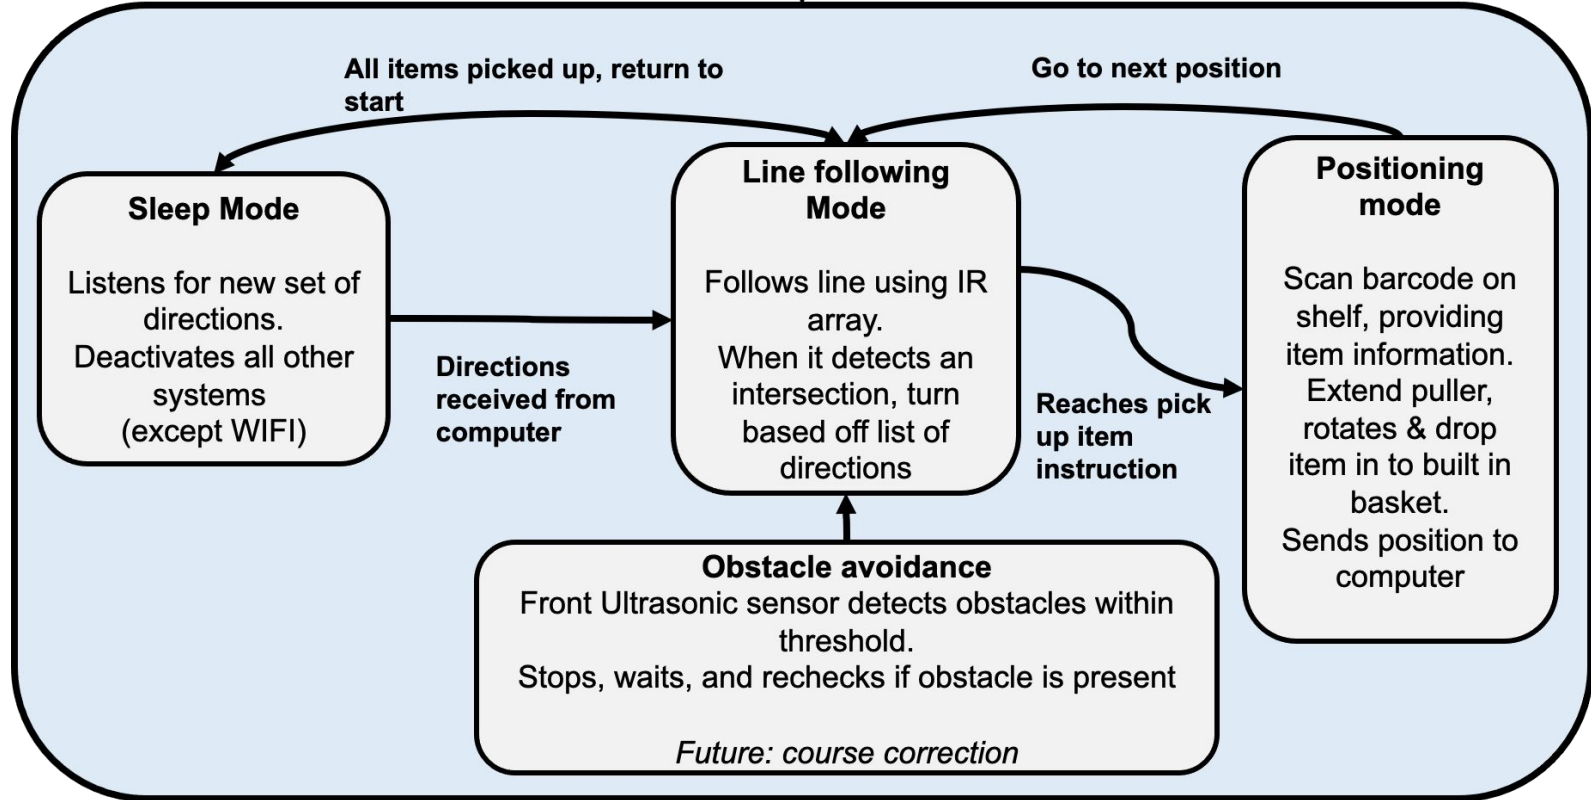 All items picked up, return to
start
Go to next position
Sleep Mode
Listens for new set of
directions.
Deactivates all other
systems
(except WIFI)
Directions
received from
computer
Line following
Mode
Follows line using IR
array.
When it detects an
intersection, turn
based off list of
directions
Reaches pick
up item
instruction
Positioning
mode
Scan barcode on
shelf, providing
item information.
Extend puller,
rotates & drop
item in to built in
basket.
Sends position to
computer
Obstacle avoidance
Front Ultrasonic sensor detects obstacles within
threshold.
Stops, waits, and rechecks if obstacle is present
Future: course correction